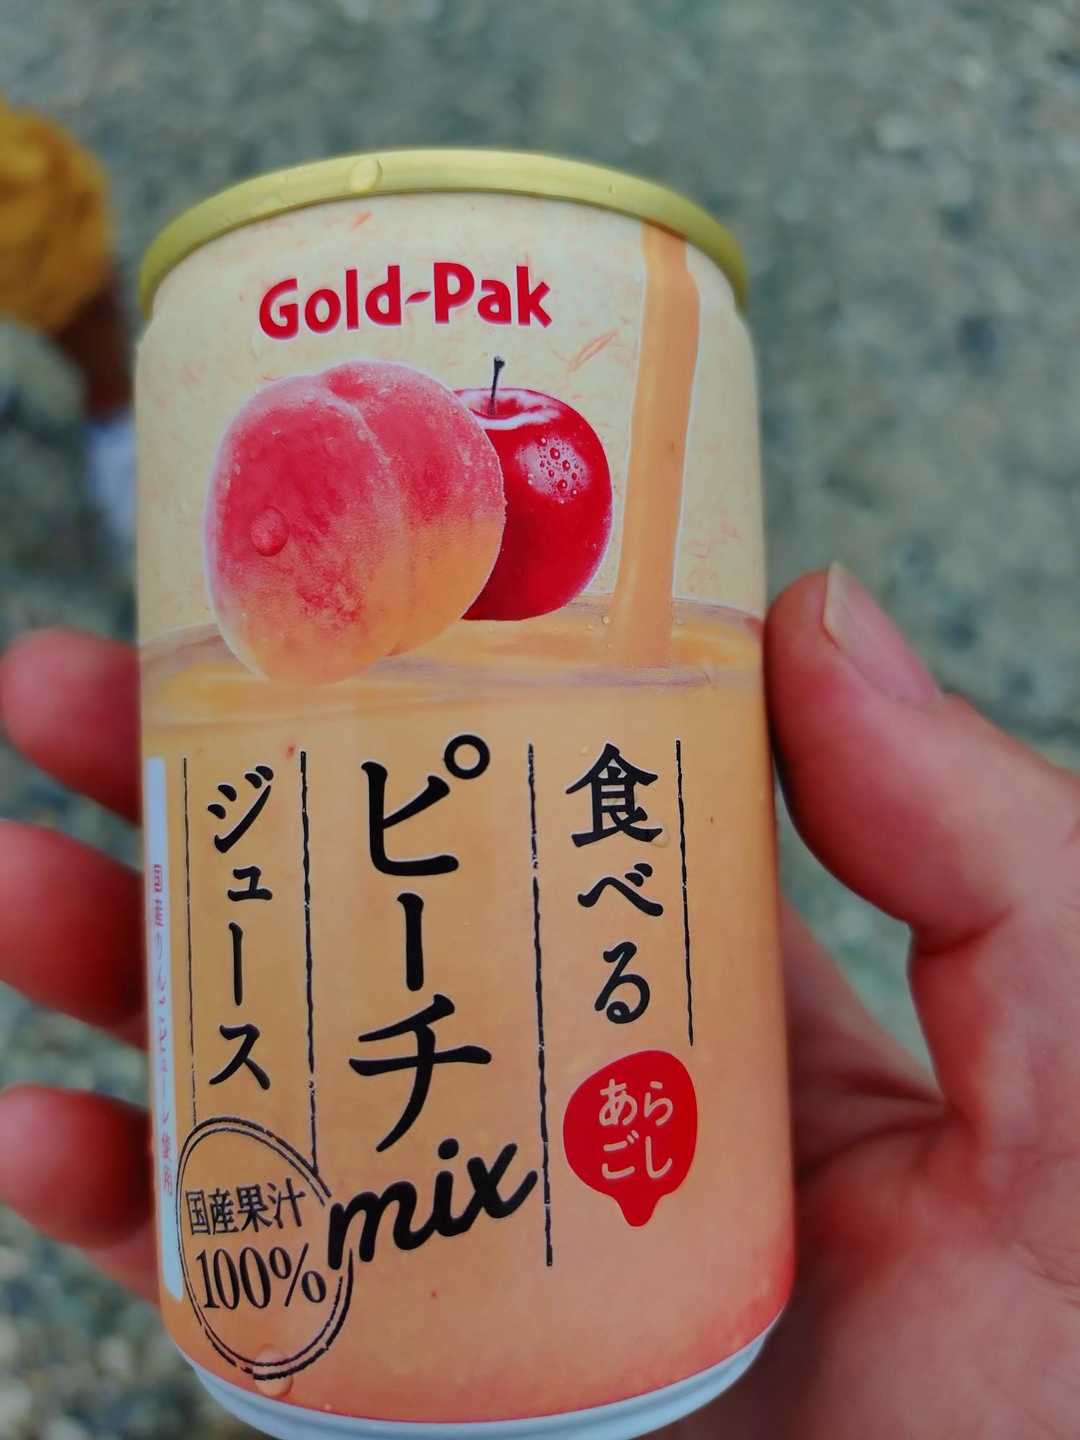 Gold-Pak
食べる
あら
ごし
ピーチ
mix
ジュース
国産果汁
100%